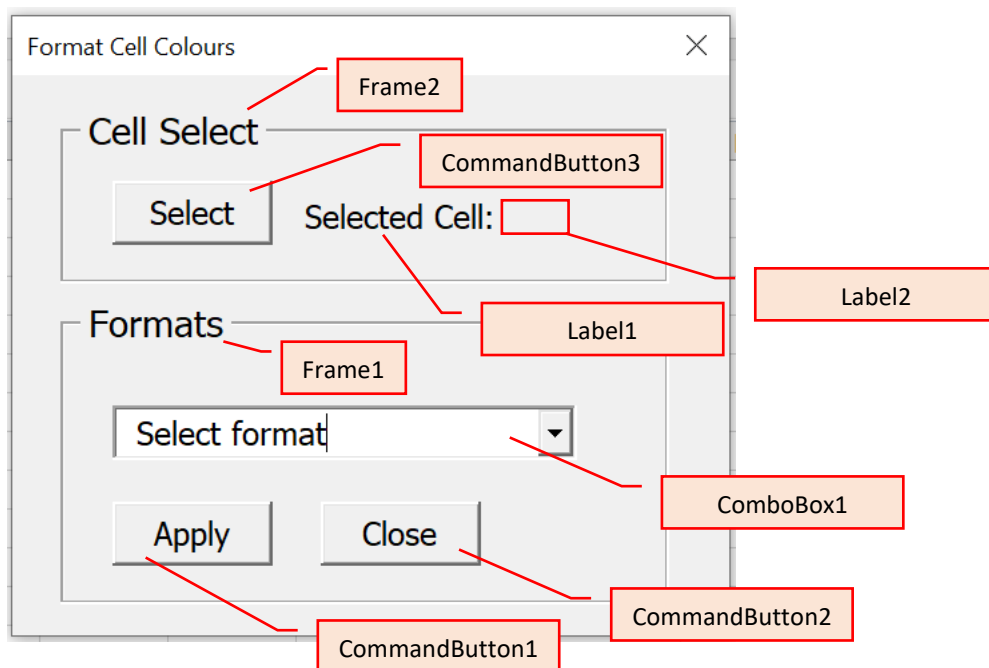 Format Cell Colours
Frame2
Cell Select
CommandButton3
Select
Selected Cell:
Label2
Formats
Label1
Frame1
Select format
ComboBox1
Apply
Close
CommandButton2
CommandButton1